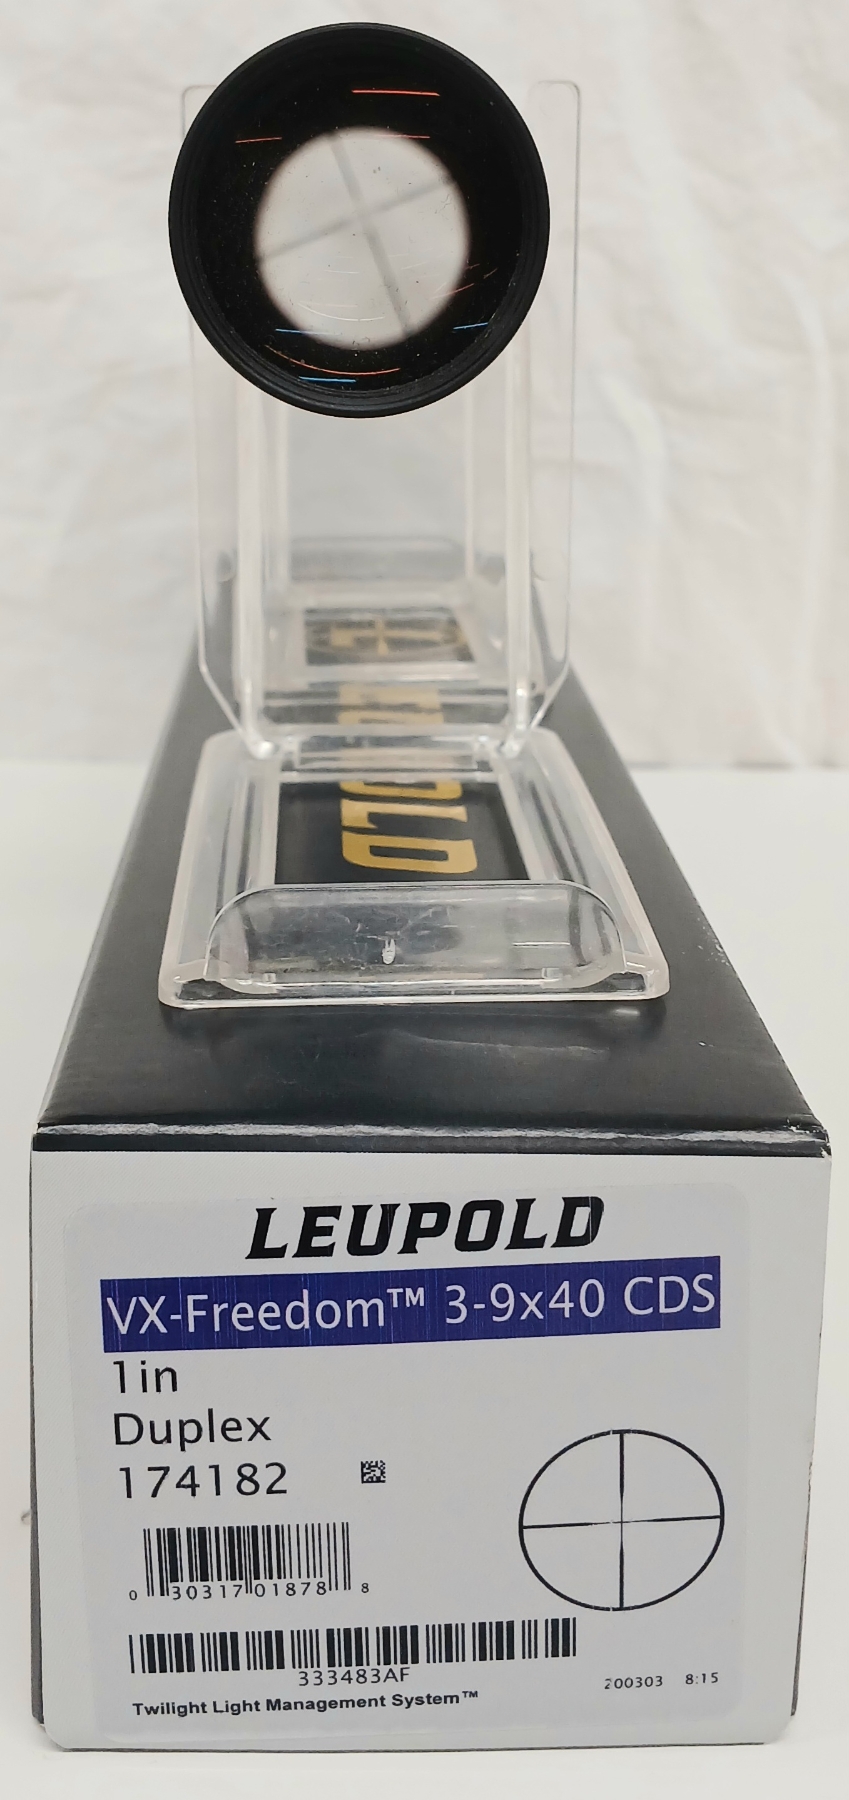 OLD
LEUPOLD
VX-Freedom™ 3-9x40 CDS
1in
Duplex
174182
0 30317 01878 8
333483AF
200303 8:15
Twilight Light Management System™